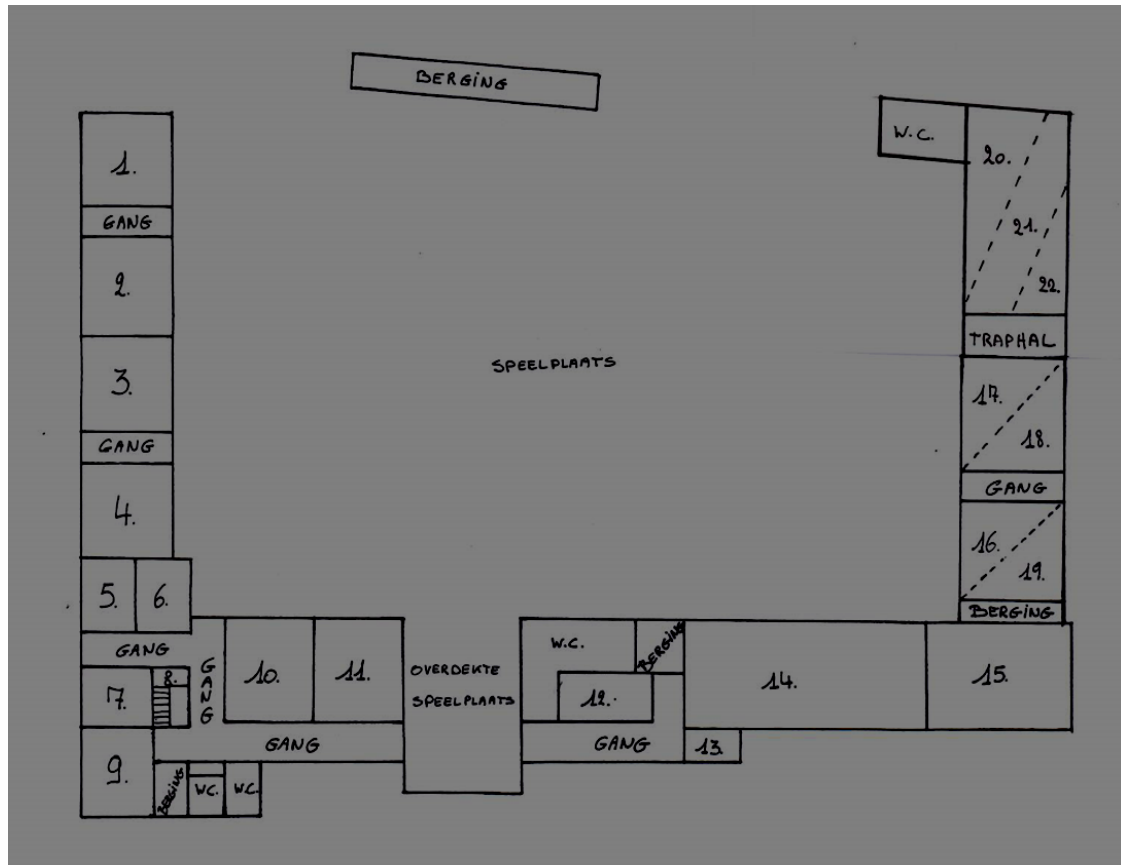 BERGING
W.C.
1.
20.
GANG
21.
2.
22.
TRAPHAL
SPEELPLAATS
3.
17.
18.
GANG
GANG
4.
16.
19.
5.
6.
BERGING
GANG
GANG
10.
11.
OVERDEKTE
SPEELPLAATS
W.C.
BERGING
12.
14.
15.
7.
8.
GANG
GANG
13.
9.
BERGING
W.C.
W.C.